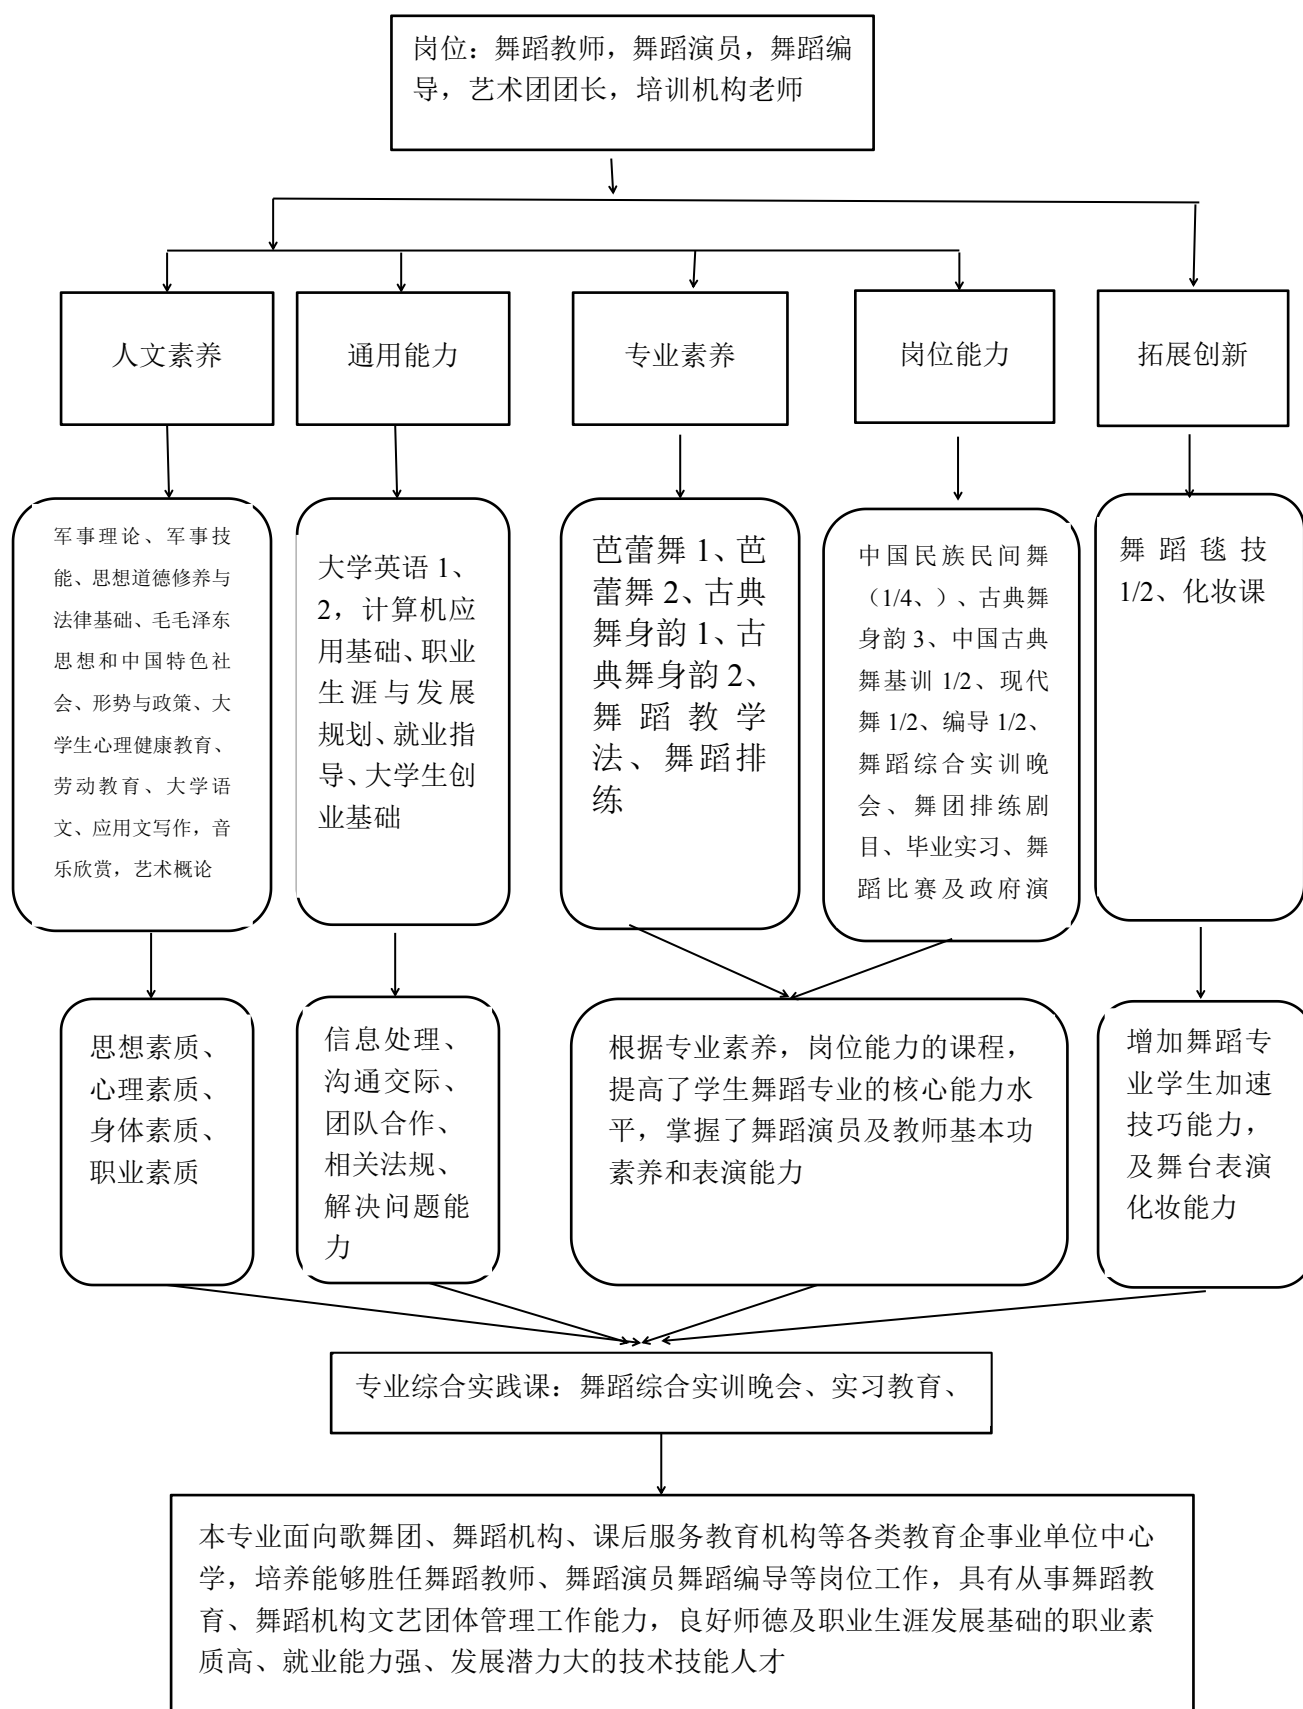 岗位：舞蹈教师，舞蹈演员，舞蹈编
导，艺术团团长，培训机构老师
人文素养
通用能力
专业素养
岗位能力
拓展创新
军事理论、军事技
能、思想道德修养与
法律基础、毛毛泽东
思想和中国特色社
会、形势与政策、大
学生心理健康教育、
劳动教育、大学语
文、应用文写作，音
乐欣赏，艺术概论
大学英语 1、
2，计算机应
用基础、职业
生涯与发展
规划、就业指
导、大学生创
业基础
芭蕾舞 1、芭
蕾舞 2、古典
舞身韵 1、古
典舞身韵 2、
舞蹈教学
法、舞蹈排
练
中国民族民间舞
（1/4、）、古典舞
身韵 3、中国古典
舞基训 1/2、现代
舞 1/2、编导 1/2、
舞蹈综合实训晚
会、舞团排练剧
目、毕业实习、舞
蹈比赛及政府演
舞蹈毯技
1/2、化妆课
思想素质、
心理素质、
身体素质、
职业素质
信息处理、
沟通交际、
团队合作、
相关法规、
解决问题能
力
根据专业素养，岗位能力的课程，
提高了学生舞蹈专业的核心能力水
平，掌握了舞蹈演员及教师基本功
素养和表演能力
增加舞蹈专
业学生加速
技巧能力，
及舞台表演
化妆能力
专业综合实践课：舞蹈综合实训晚会、实习教育、
本专业面向歌舞团、舞蹈机构、课后服务教育机构等各类教育企事业单位中心
学，培养能够胜任舞蹈教师、舞蹈演员舞蹈编导等岗位工作，具有从事舞蹈教
育、舞蹈机构文艺团体管理工作能力，良好师德及职业生涯发展基础的职业素
质高、就业能力强、发展潜力大的技术技能人才